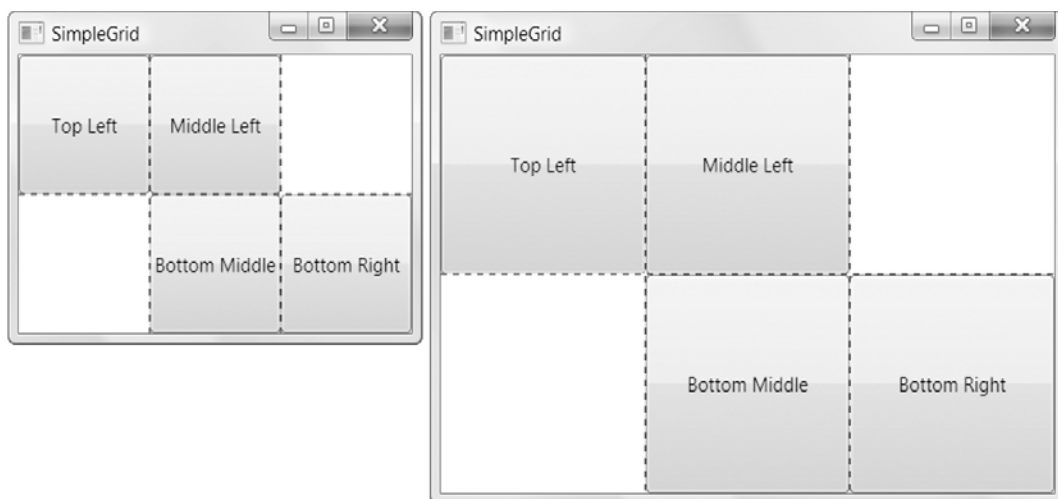 SimpleGrid
Top Left
Middle Left
Bottom Middle
Bottom Right
SimpleGrid
Top Left
Middle Left
Bottom Middle
Bottom Right